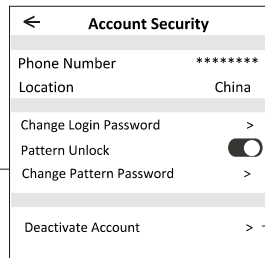 Account Security
Phone Number ********
Location China
Change Login Password >
Pattern Unlock
Change Pattern Password >
Deactivate Account >